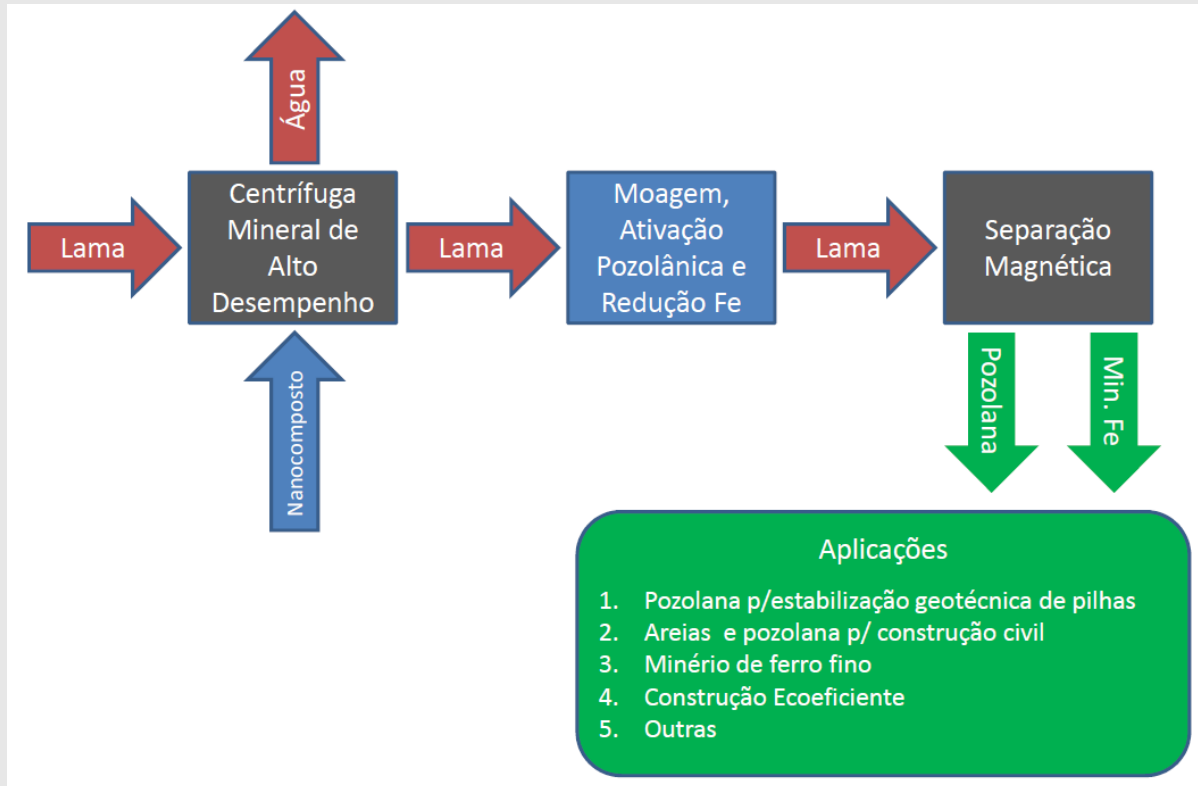 Água
Centrífuga
Mineral de
Alto
Desempenho
Lama
Lama
Moagem,
Ativação
Pozolânica e
Redução Fe
Lama
Separação
Magnética
Nanocomposto
Pozolana
Min. Fe
Aplicações
1. Pozolana p/estabilização geotécnica de pilhas
2. Areias e pozolana p/ construção civil
3. Minério de ferro fino
4. Construção Ecoeficiente
5. Outras